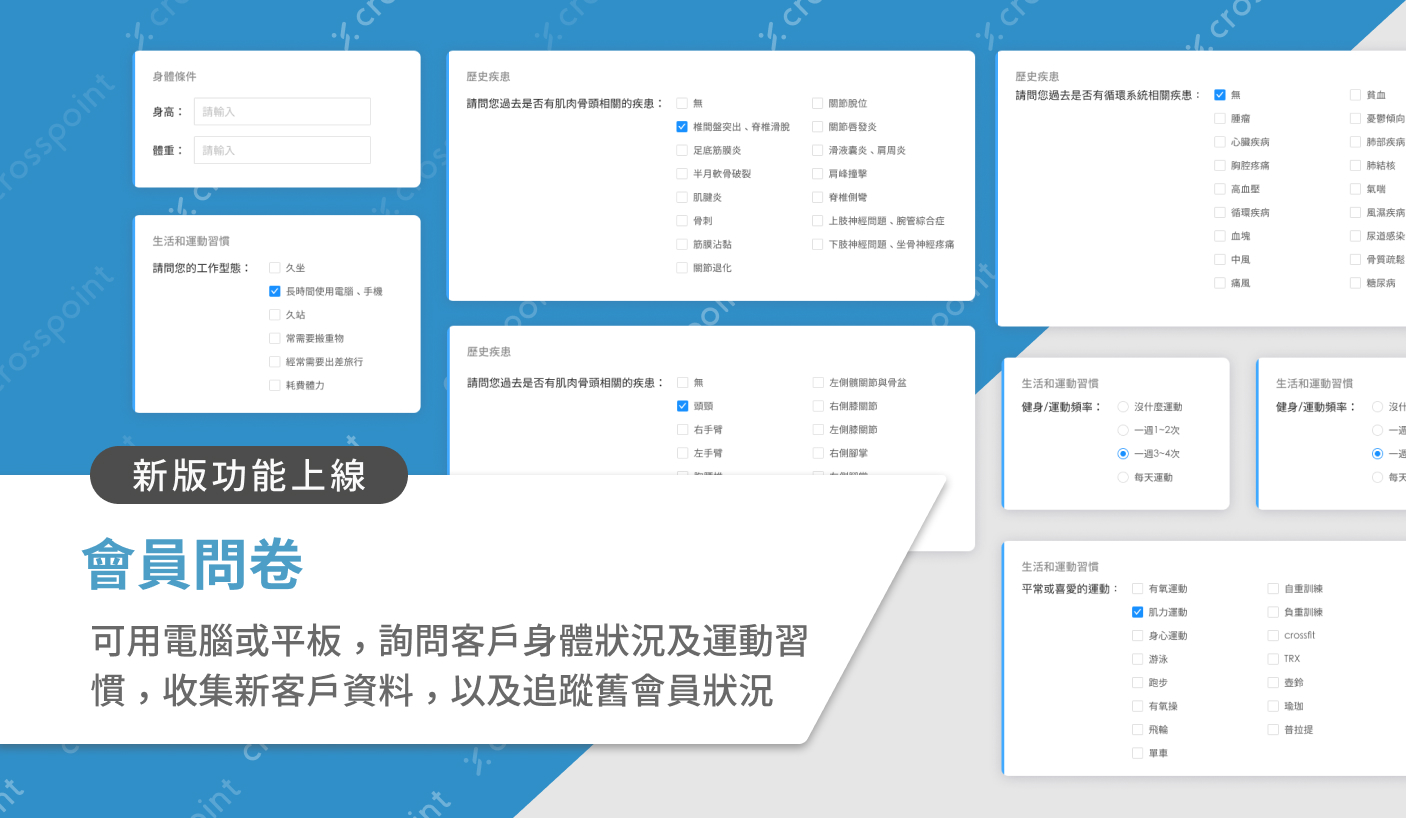 身體條件
身高：
請輸入
體重：
請輸入
生活和運動習慣
請問您的工作型態：
久坐
長時間使用電腦、手機
久站
常需要搬重物
經常需要出差旅行
耗費體力
歷史疾患
請問您過去是否有肌肉骨頭相關的疾患：
無
椎間盤突出、脊椎滑脫
足底筋膜炎
半月軟骨破裂
肌腱炎
骨刺
筋膜沾黏
關節退化
關節脫位
關節唇發炎
滑液囊炎、肩周炎
肩峰撞擊
脊椎側彎
上肢神經問題、腕管綜合症
下肢神經問題、坐骨神經疼痛
歷史疾患
請問您過去是否有循環系統相關疾患：
無
腫瘤
心臟疾病
胸腔疼痛
高血壓
循環疾病
血塊
中風
痛風
貧血
憂鬱傾向
肺部疾病
肺結核
氣喘
風濕疾病
尿道感染
骨質疏鬆
糖尿病
歷史疾患
請問您過去是否有肌肉骨頭相關的疾患：
無
頭頸
右手臂
左手臂
左側髖關節與骨盆
右側膝關節
左側膝關節
右側腳掌
生活和運動習慣
健身/運動頻率：
沒什麼運動
一週1~2次
一週3~4次
每天運動
生活和運動習慣
健身/運動頻率：
沒什
一週
一週
每天
生活和運動習慣
平常或喜愛的運動：
有氧運動
肌力運動
身心運動
游泳
跑步
有氧操
飛輪
單車
自重訓練
負重訓練
crossfit
TRX
壺鈴
瑜珈
普拉提
新版功能上線
會員問卷
可用電腦或平板，詢問客戶身體狀況及運動習
慣，收集新客戶資料，以及追蹤舊會員狀況
crosspoint